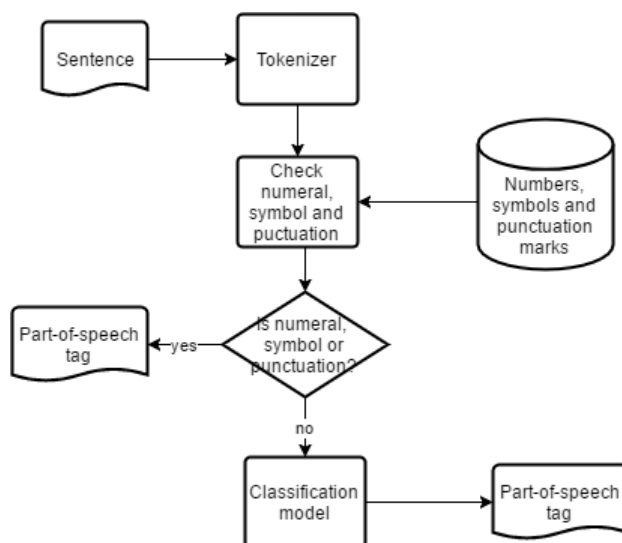 Sentence
Tokenizer
Check
numeral,
symbol and
puctuation
Numbers,
symbols and
punctuation
marks
Is numeral,
symbol or
punctuation?
yes
Part-of-speech
tag
no
Classification
model
Part-of-speech
tag